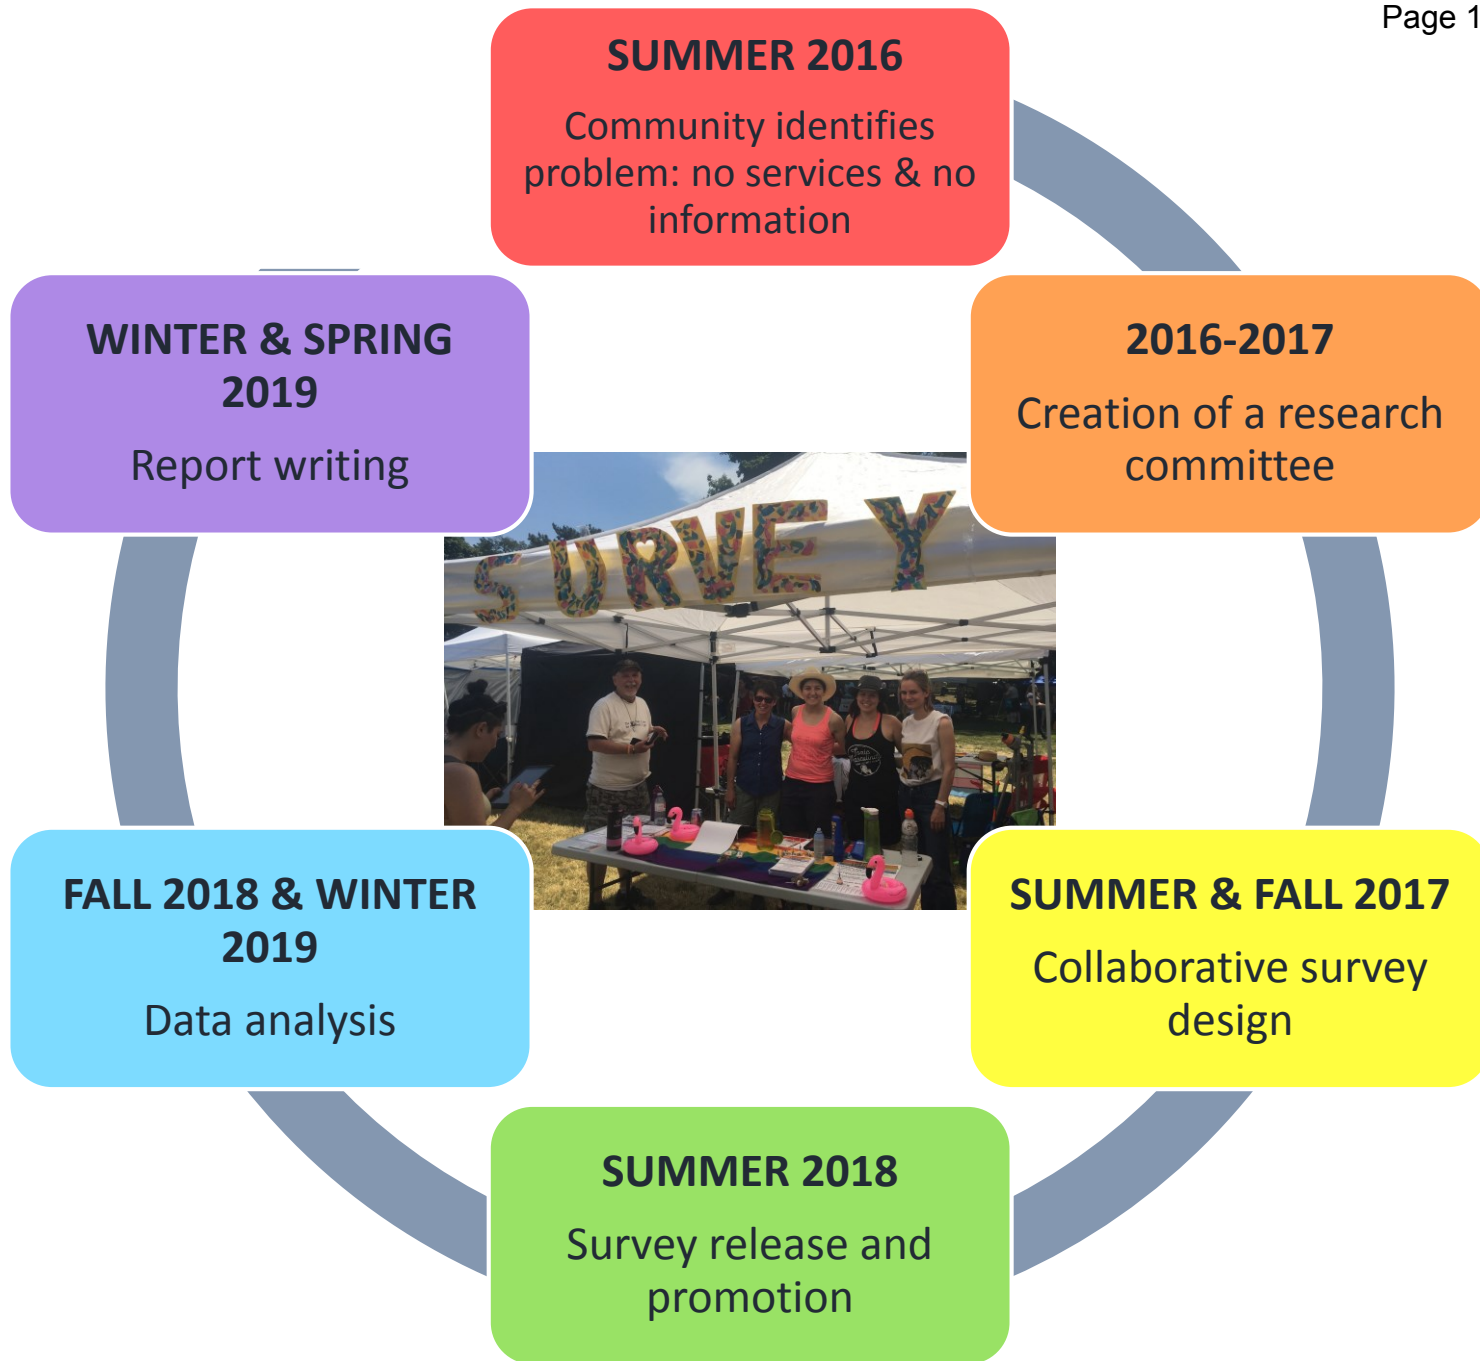 Page 1
SUMMER 2016
Community identifies
problem: no services & no
information
2016-2017
Creation of a research
committee
SUMMER & FALL 2017
Collaborative survey
design
SUMMER 2018
Survey release and
promotion
FALL 2018 & WINTER
2019
Data analysis
WINTER & SPRING
2019
Report writing
SURVEY